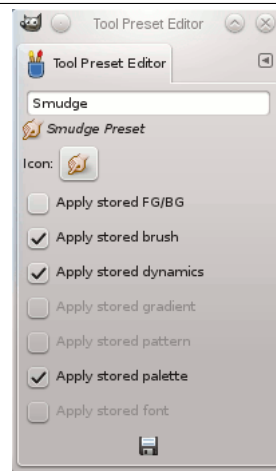 Tool Preset Editor
Tool Preset Editor
Smudge
Smudge Preset
Icon:
Apply stored FG/BG
Apply stored brush
Apply stored dynamics
Apply stored gradient
Apply stored pattern
Apply stored palette
Apply stored font